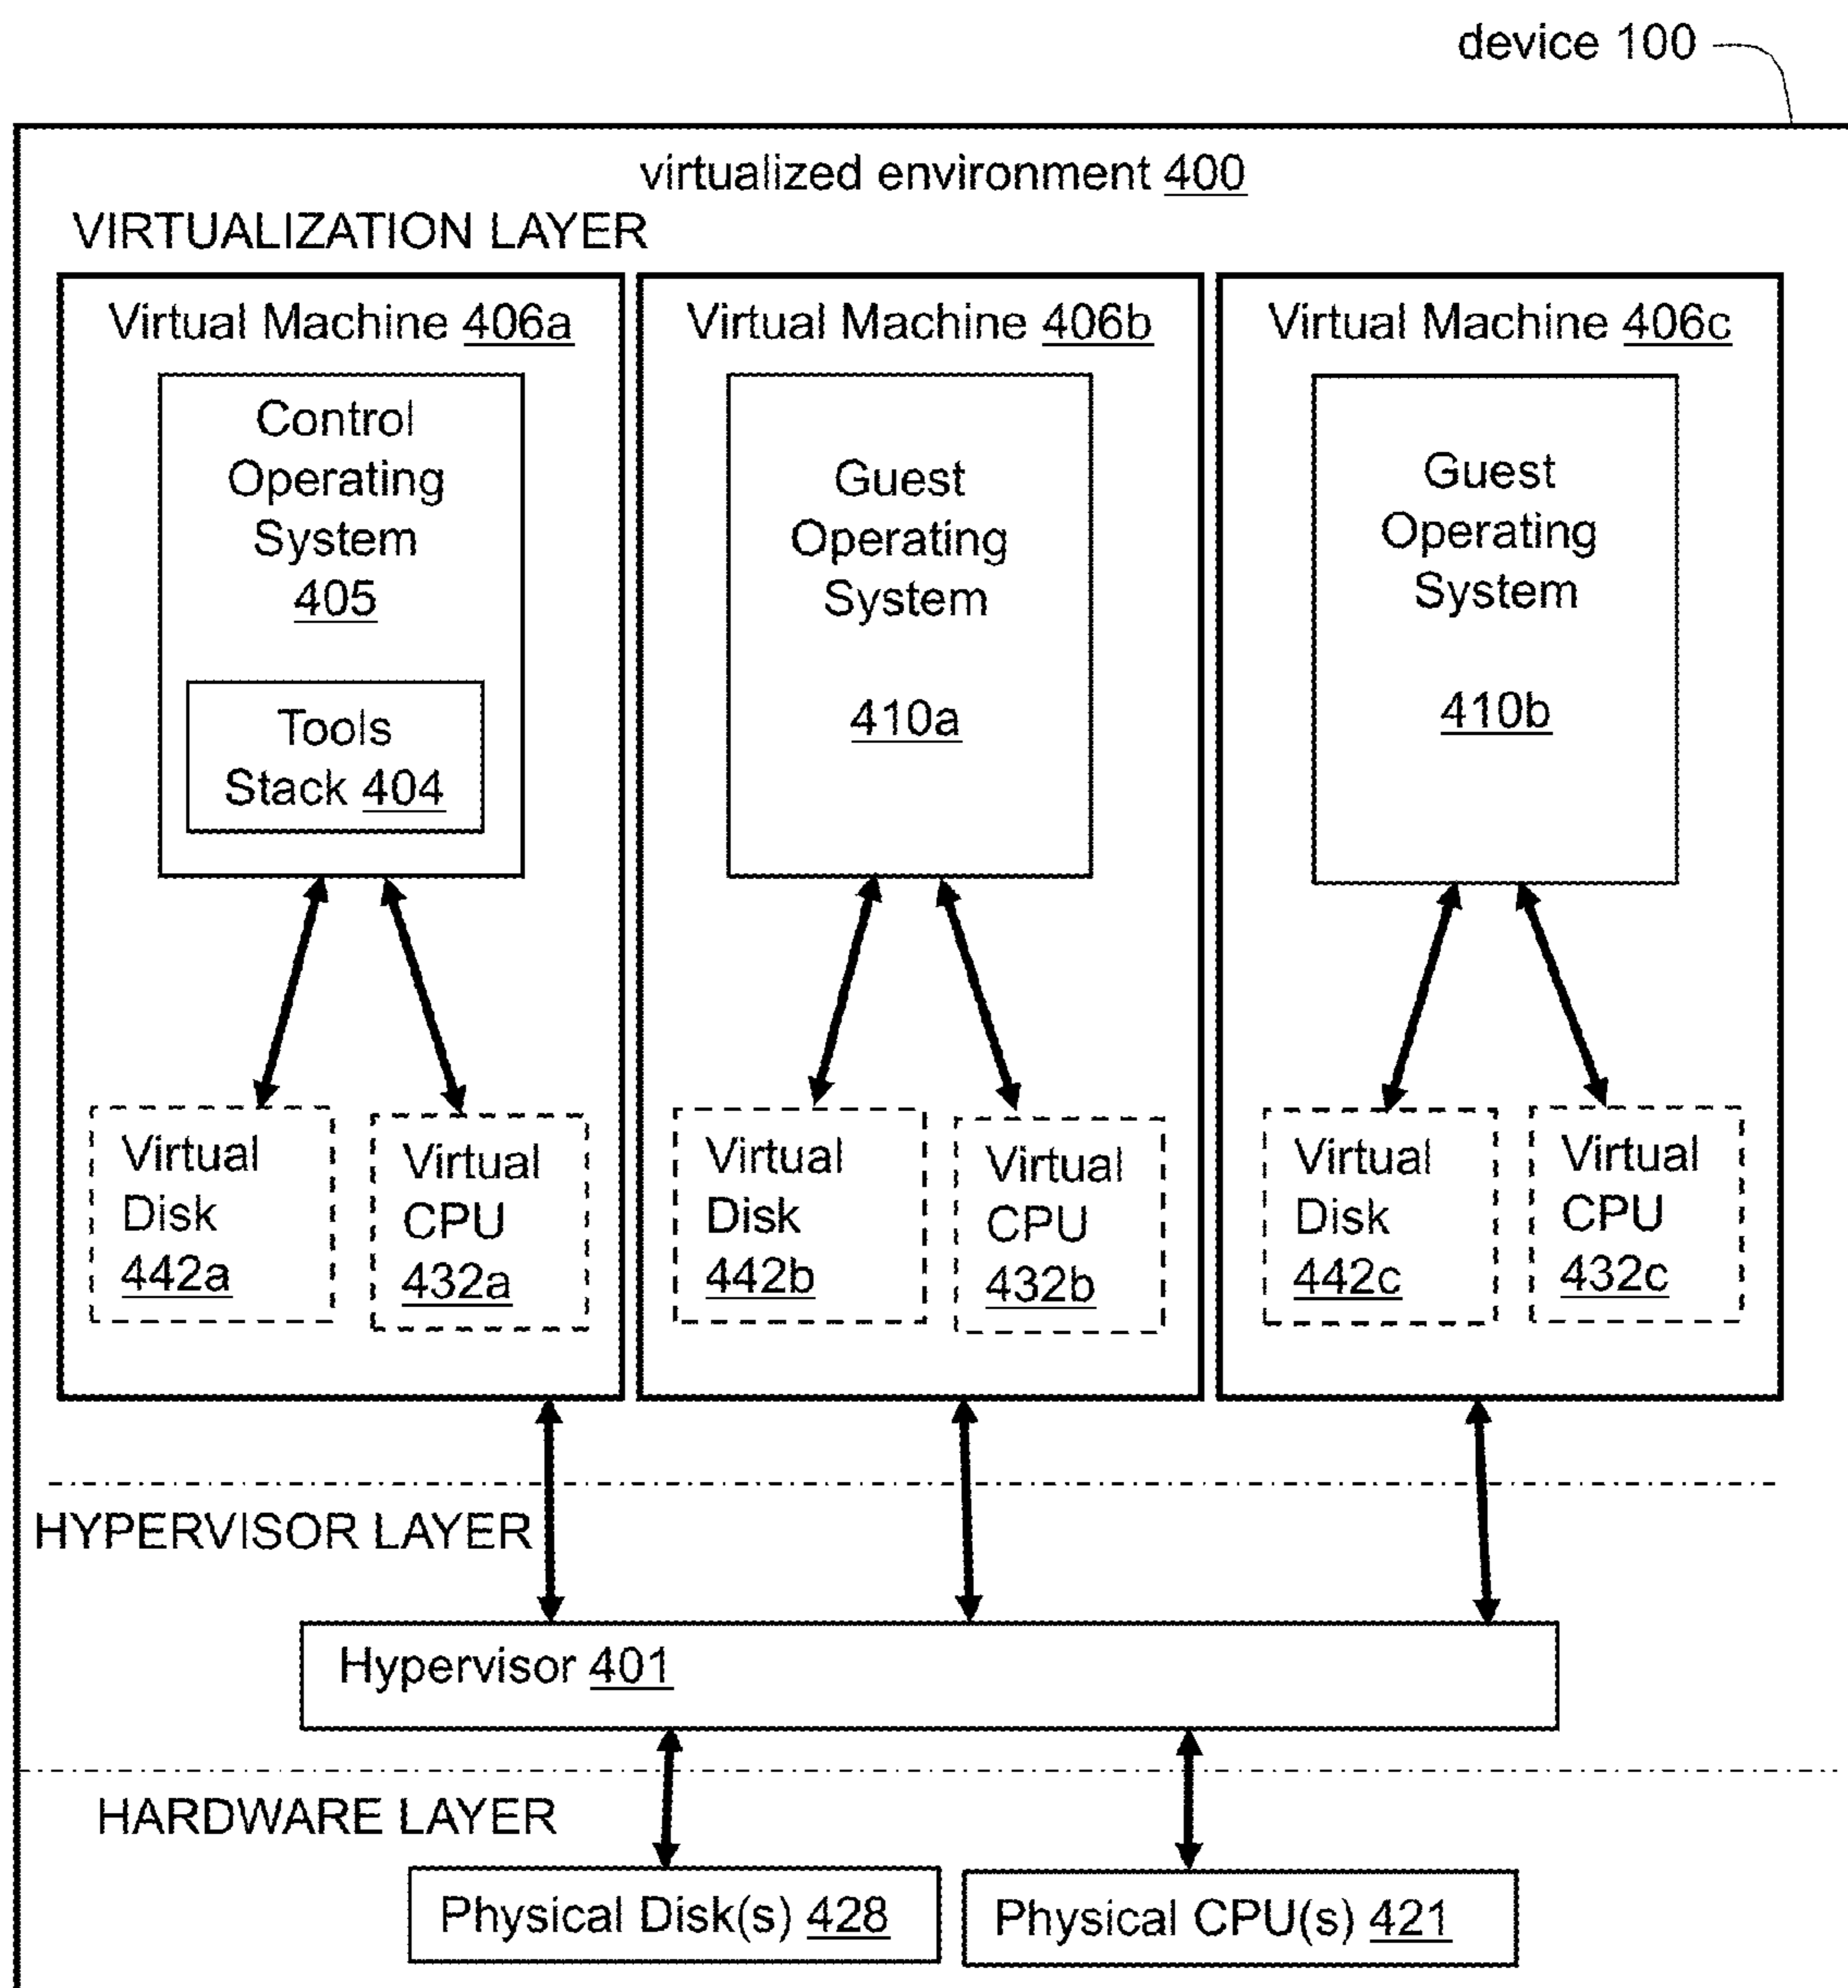 device 100
virtualized environment 400
VIRTUALIZATION LAYER
Virtual Machine 406a
Control
Operating
System
405
Tools
Stack 404
Virtual
Disk
442a
Virtual
CPU
432a
Virtual Machine 406b
Guest
Operating
System
410a
Virtual
Disk
442b
Virtual
CPU
432b
Virtual Machine 406c
Guest
Operating
System
410b
Virtual
Disk
442c
Virtual
CPU
432c
HYPERVISOR LAYER
Hypervisor 401
HARDWARE LAYER
Physical Disk(s) 428
Physical CPU(s) 421